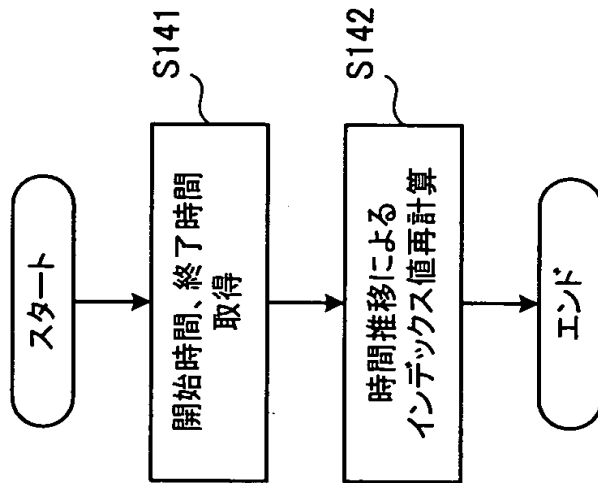 スタート
開始時間、終了時間
取得
S141
時間推移による
インデックス値再計算
S142
エンド